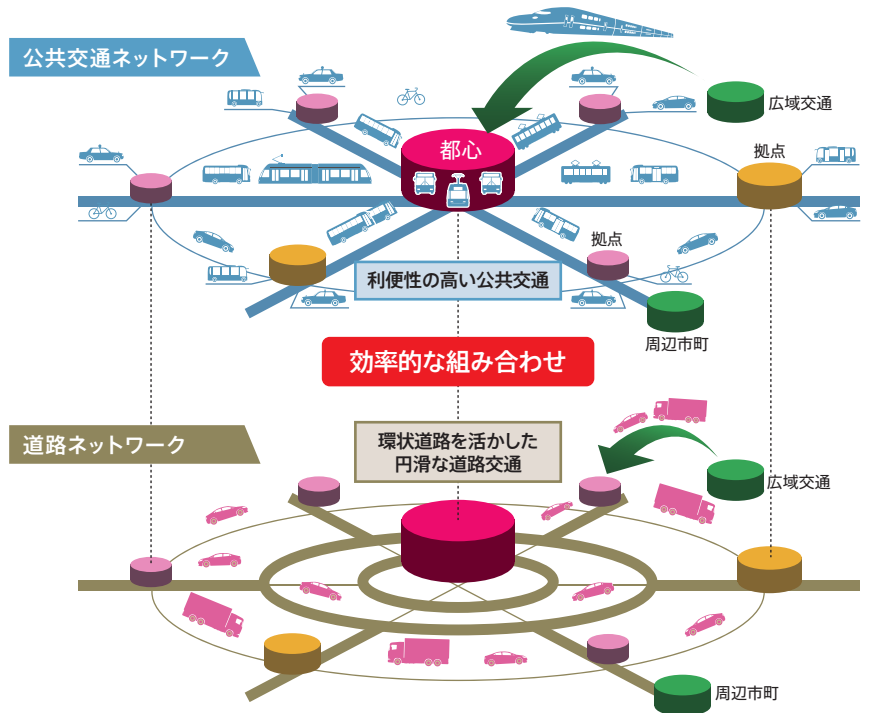 公共交通ネットワーク
広域交通
都心
拠点
拠点
利便性の高い公共交通
周辺市町
効率的な組み合わせ
道路ネットワーク
環状道路を活かした
円滑な道路交通
広域交通
周辺市町